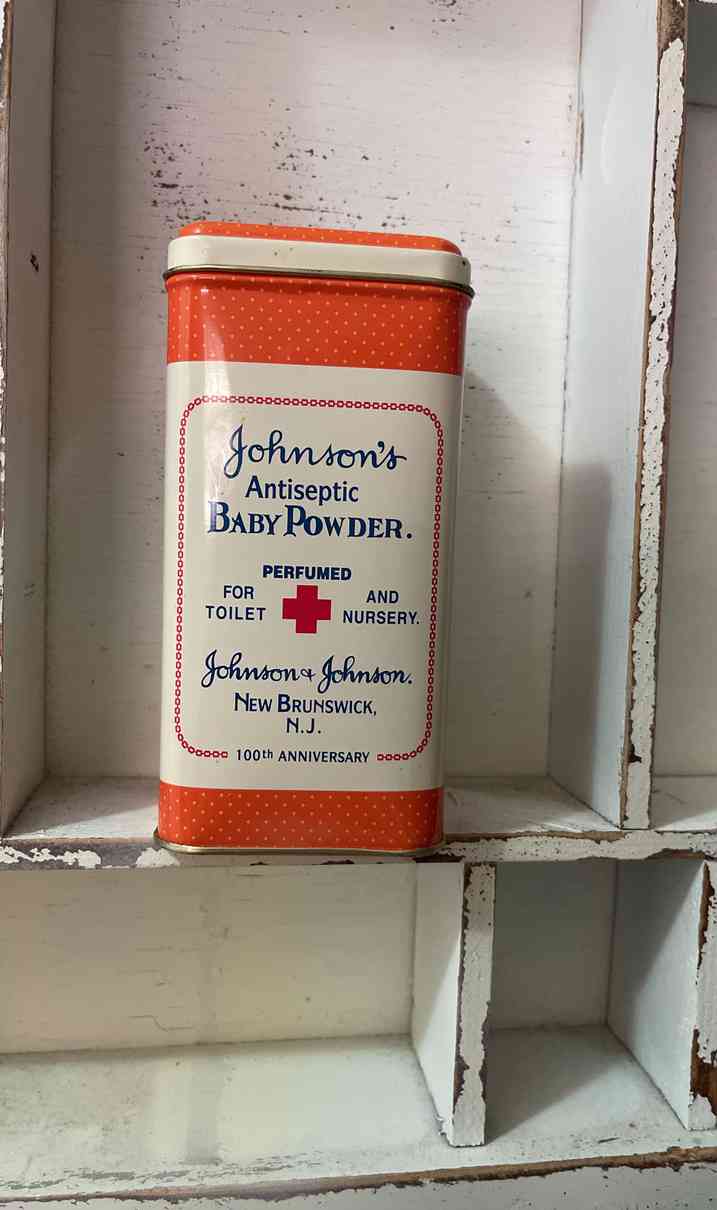 Johnson's
Antiseptic
BABY POWDER.
PERFUMED
FOR AND
TOILET NURSERY.
Johnson & Johnson.
NEW BRUNSWICK,
N.J.
100th ANNIVERSARY